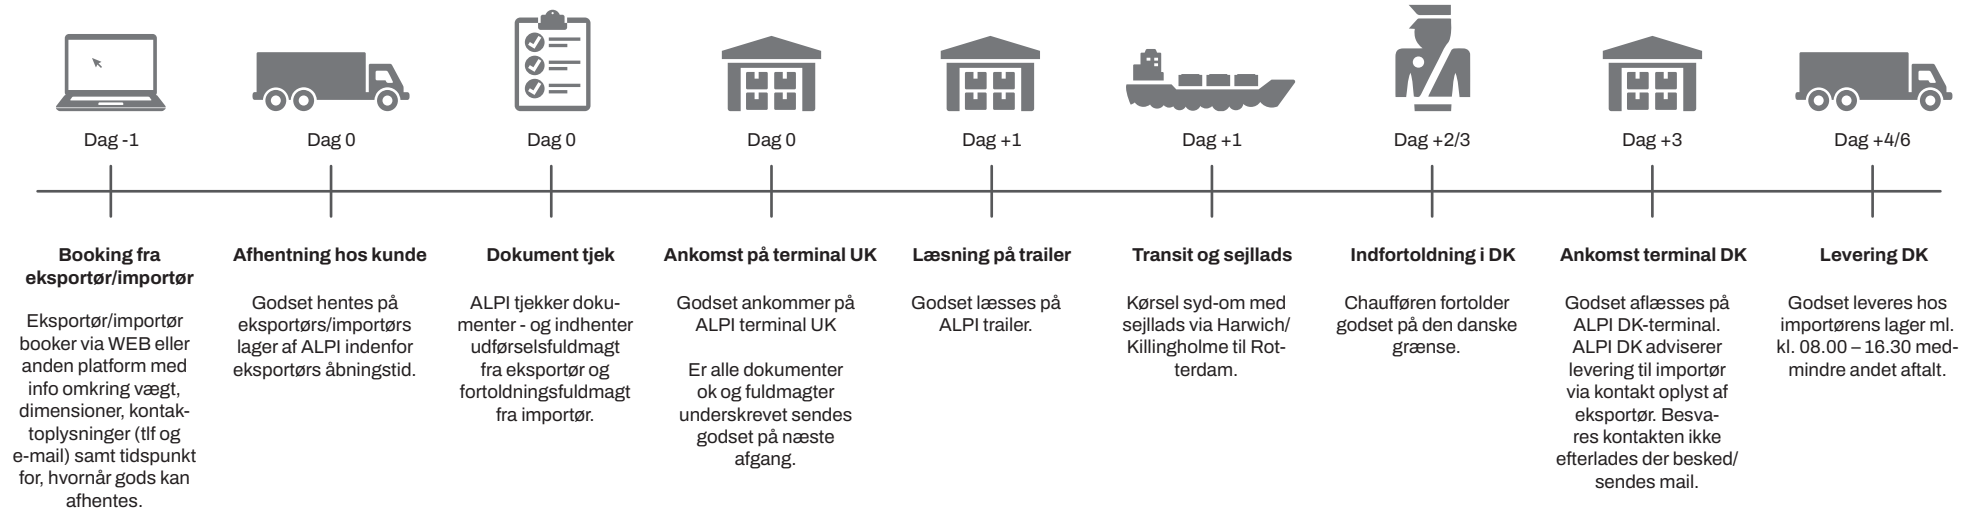 Dag -1
Dag 0
Dag 0
Dag 0
Dag +1
Dag +1
Dag +2/3
Dag +3
Dag +4/6
Booking fra
eksportør/importør
Eksportør/importør
booker via WEB eller
anden platform med
info omkring vægt,
dimensioner, kontak-
toplysninger (tlf og
e-mail) samt tidspunkt
for, hvornår gods kan
afhentes.
Afhentning hos kunde
Godset hentes på
eksportørs/importørs
lager af ALPI indenfor
eksportørs åbningstid.
Dokument tjek
ALPI tjekker doku-
menter - og indhenter
udførselsfuldmagt
fra eksportør og
fortoldningsfuldmagt
fra importør.
Ankomst på terminal UK
Godset ankommer på
ALPI terminal UK
Er alle dokumenter
ok og fuldmagter
underskrevet sendes
godset på næste
afgang.
Læsning på trailer
Godset læsses på
ALPI trailer.
Transit og sejllads
Kørsel syd-om med
sejllads via Harwich/
Killingholme til Rot-
terdam.
Indfortoldning i DK
Chaufføren fortolder
godset på den danske
grænse.
Ankomst terminal DK
Godset aflæsses på
ALPI DK-terminal.
ALPI DK adviserer
levering til importør
via kontakt oplyst af
eksportør. Besva-
res kontakten ikke
efterlades der besked/
sendes mail.
Levering DK
Godset leveres hos
importørens lager ml.
kl. 08.00 – 16.30 med-
mindre andet aftalt.